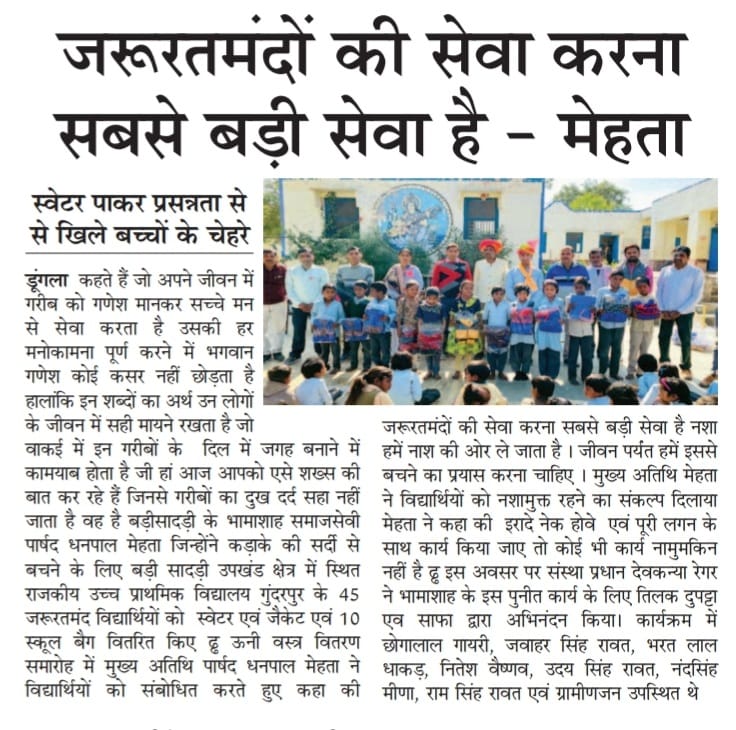 जरूरतमंदों की सेवा करना
सबसे बड़ी सेवा है - मेहता
स्वेटर पाकर प्रसन्नता से
से खिले बच्चों के चेहरे
डूंगला कहते हैं जो अपने जीवन में
गरीब को गणेश मानकर सच्चे मन
से सेवा करता है उसकी हर
मनोकामना पूर्ण करने में भगवान
गणेश कोई कसर नहीं छोड़ता है
हालांकि इन शब्दों का अर्थ उन लोगों
के जीवन में सही मायने रखता है जो
वाकई में इन गरीबों के दिल में जगह बनाने में
कामयाब होता है जी हां आज आपको एसे शख्स की
बात कर रहे हैं जिनसे गरीबों का दुख दर्द सहा नहीं
जाता है वह है बड़ीसादड़ी के भामाशाह समाजसेवी
पार्षद धनपाल मेहता जिन्होंने कड़ाके की सर्दी से
बचने के लिए बड़ी सादड़ी उपखंड क्षेत्र में स्थित
राजकीय उच्च प्राथमिक विद्यालय गुंदरपुर के 45
जरूरतमंद विद्यार्थियों को स्वेटर एवं जैकेट एवं 10
स्कूल बैग वितरित किए ढ्ढ ऊनी वस्त्र वितरण
समारोह में मुख्य अतिथि पार्षद धनपाल मेहता ने
विद्यार्थियों को संबोधित करते हुए कहा की
जरूरतमंदों की सेवा करना सबसे बड़ी सेवा है नशा
हमें नाश की ओर ले जाता है । जीवन पर्यंत हमें इससे
बचने का प्रयास करना चाहिए । मुख्य अतिथि मेहता
ने विद्यार्थियों को नशामुक्त रहने का संकल्प दिलाया
मेहता ने कहा की इरादे नेक होवे एवं पूरी लगन के
साथ कार्य किया जाए तो कोई भी कार्य नामुमकिन
नहीं है ढ्ढ इस अवसर पर संस्था प्रधान देवकन्या रेगर
ने भामाशाह के इस पुनीत कार्य के लिए तिलक दुपट्टा
एव साफा द्वारा अभिनंदन किया। कार्यक्रम में
छोगालाल गायरी, जवाहर सिंह रावत, भरत लाल
धाकड़, नितेश वैष्णव, उदय सिंह रावत, नंदसिंह
मीणा, राम सिंह रावत एवं ग्रामीणजन उपस्थित थे